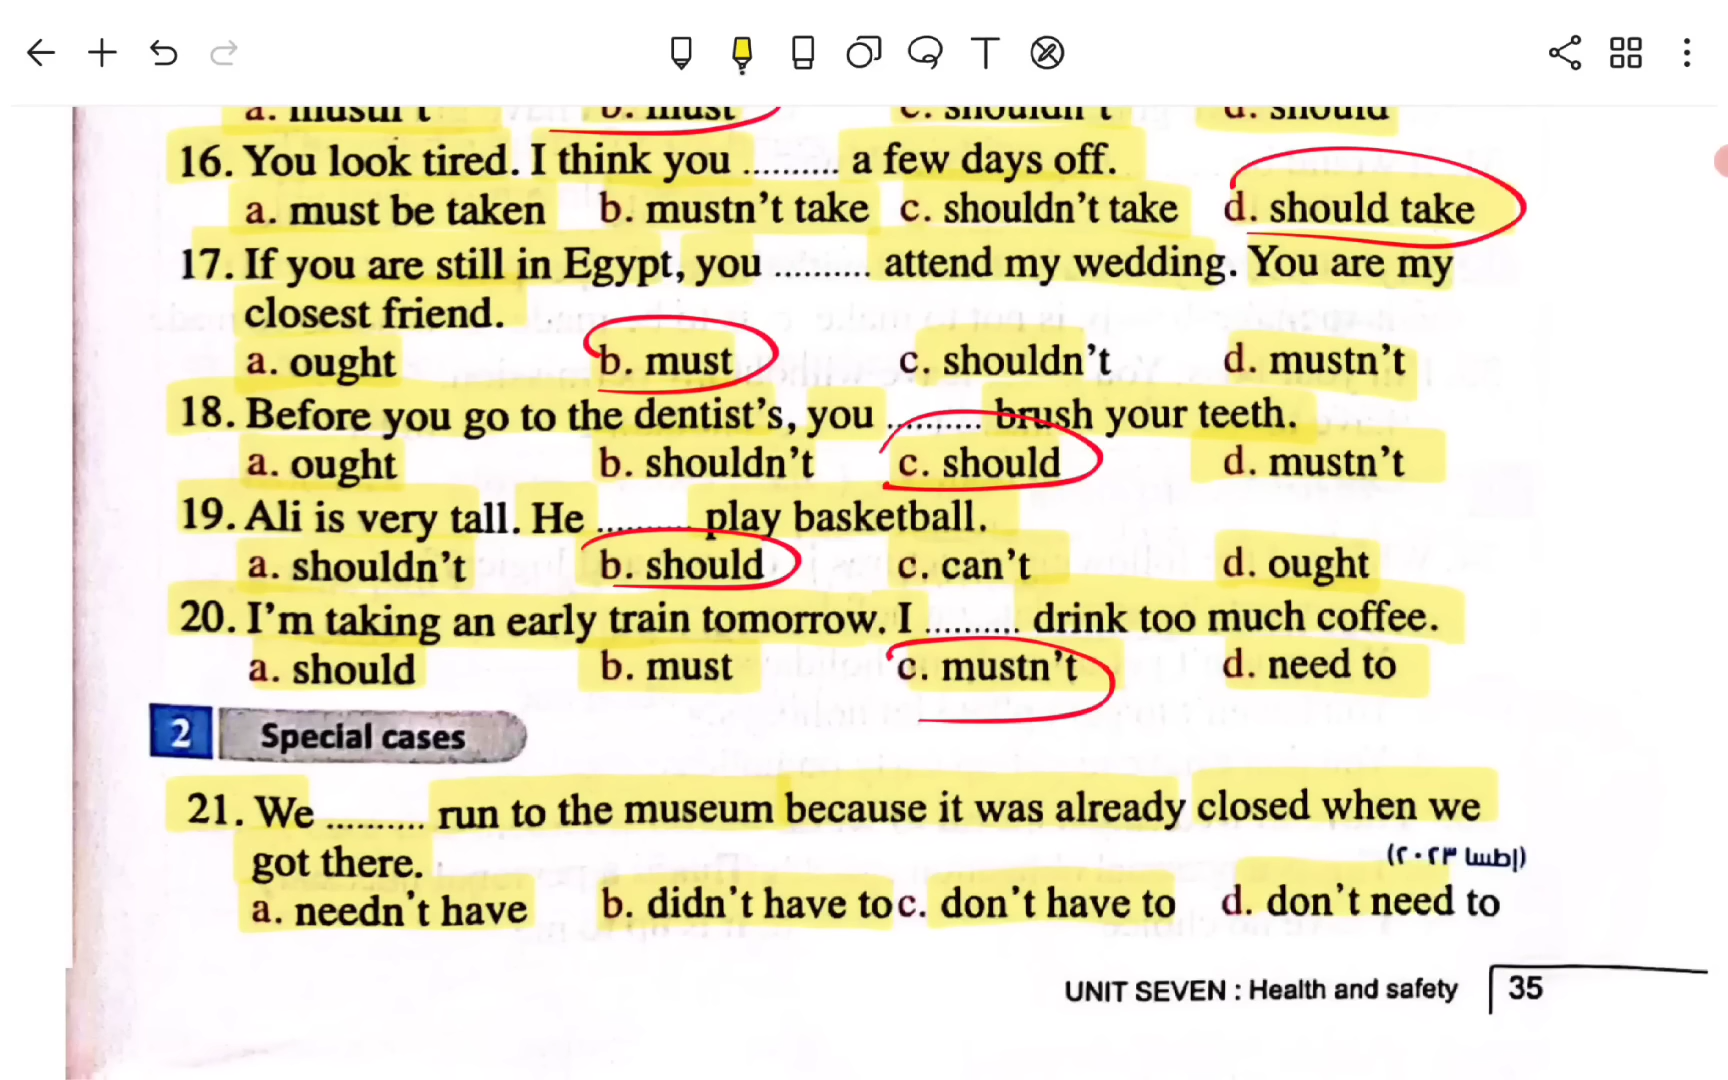 a. mustn't b. must c. shouldn't d. should
16. You look tired. I think you .......... a few days off.
a. must be taken b. mustn't take c. shouldn't take d. should take
17. If you are still in Egypt, you .......... attend my wedding. You are my
closest friend.
a. ought b. must c. shouldn't d. mustn't
18. Before you go to the dentist's, you .......... brush your teeth.
a. ought b. shouldn't c. should d. mustn't
19. Ali is very tall. He .......... play basketball.
a. shouldn't b. should c. can't d. ought
20. I'm taking an early train tomorrow. I .......... drink too much coffee.
a. should b. must c. mustn't d. need to
2 Special cases
21. We .......... run to the museum because it was already closed when we
got there.
(إطسا ٢٠٢٣)
a. needn't have b. didn't have to c. don't have to d. don't need to
UNIT SEVEN : Health and safety 35